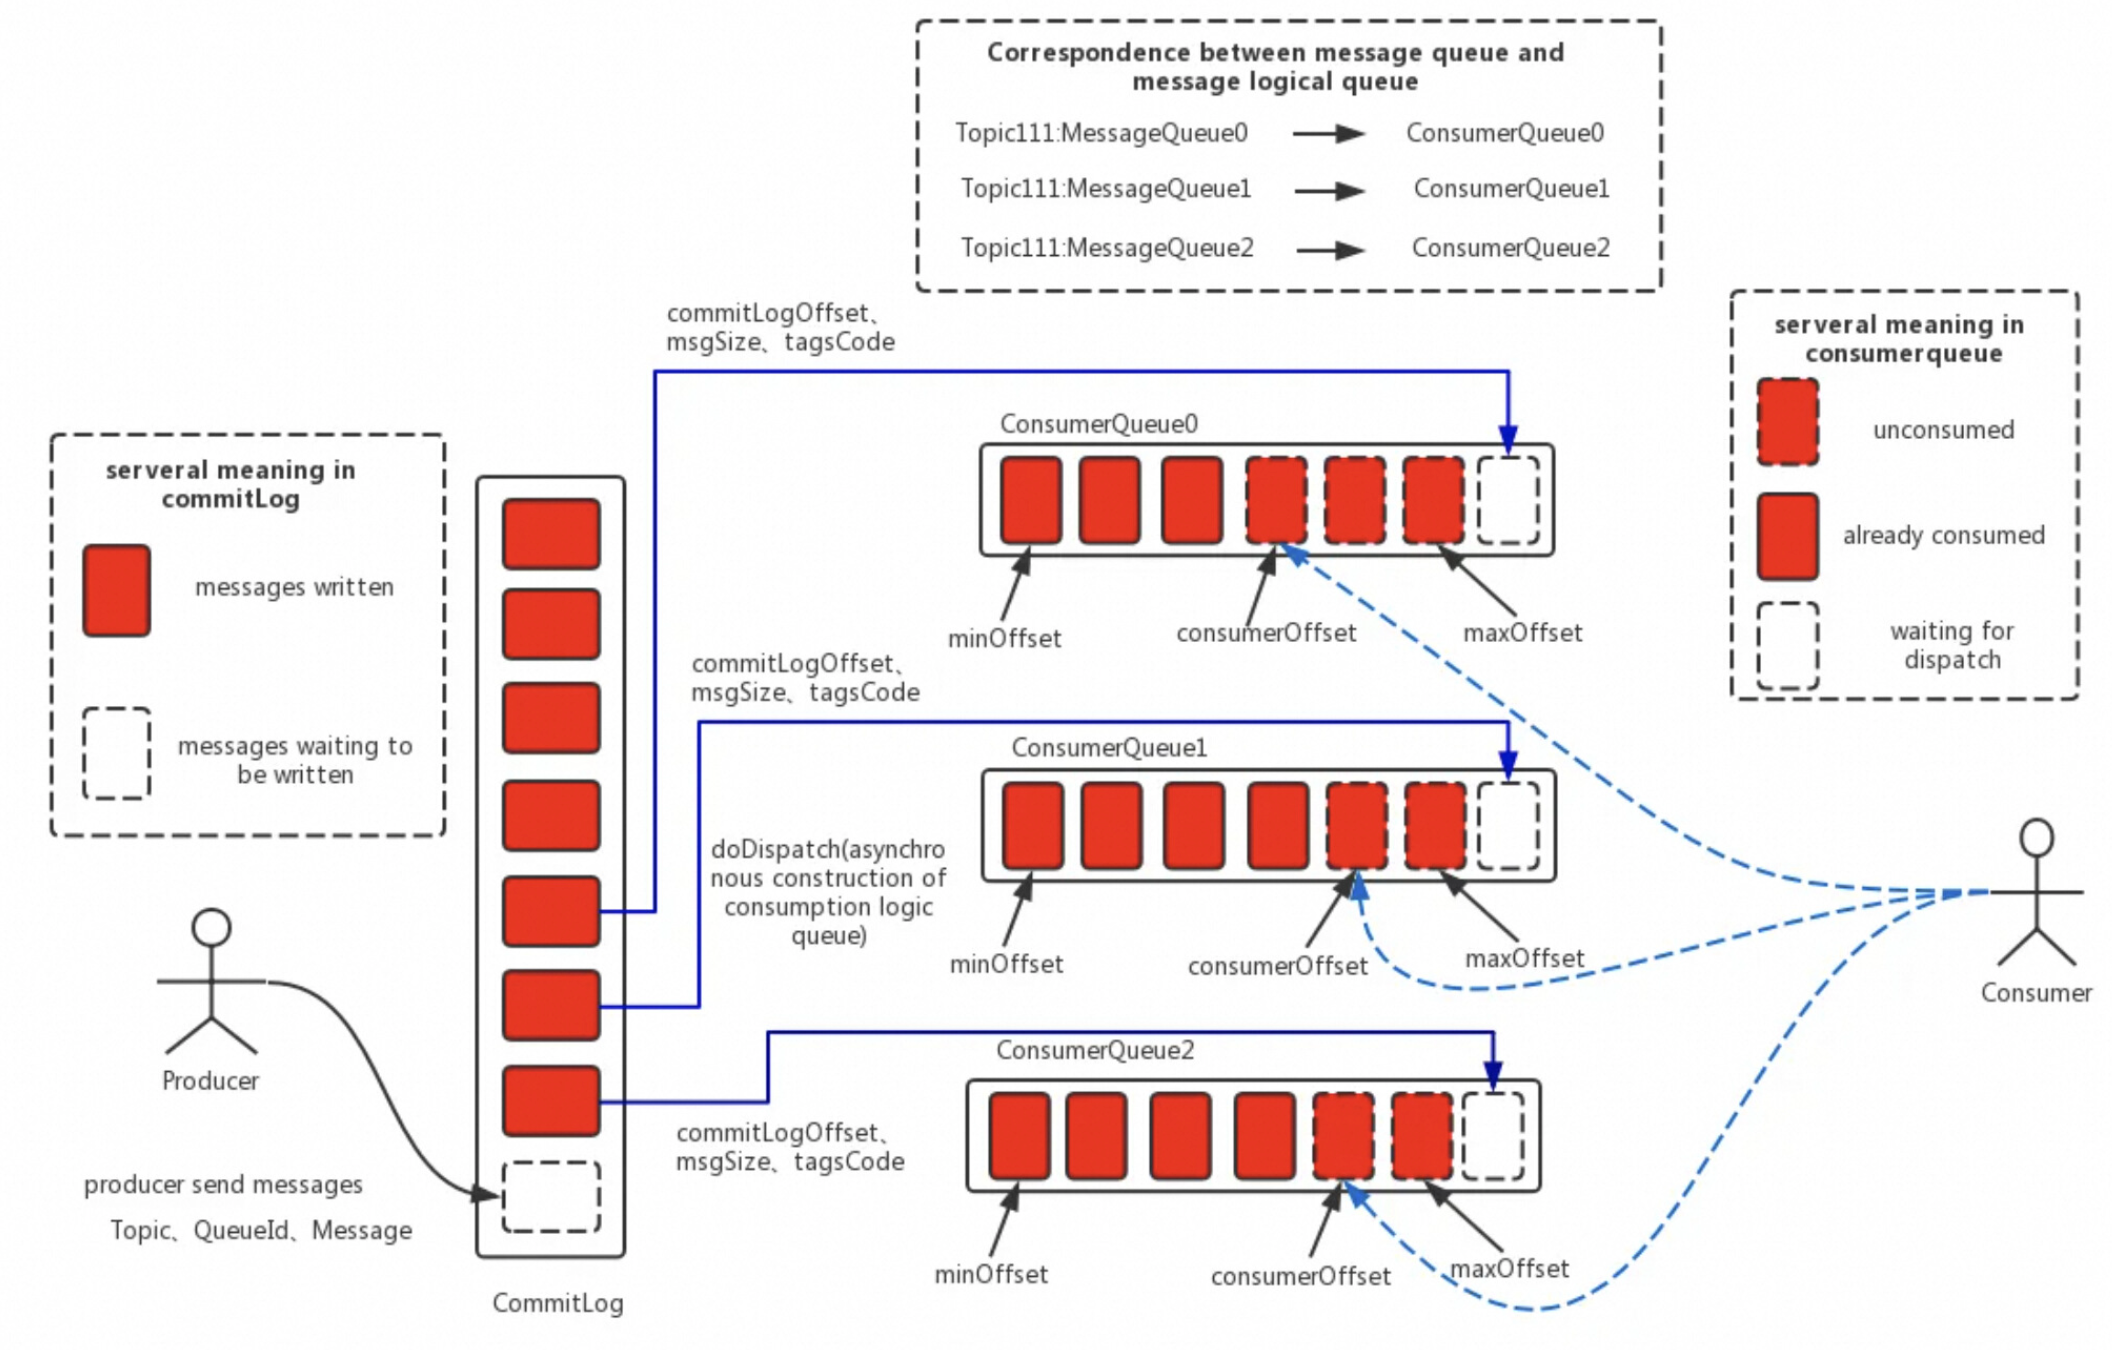 Correspondence between message queue and
message logical queue
Topic111:MessageQueue0 ConsumerQueue0
Topic111:MessageQueue1 ConsumerQueue1
Topic111:MessageQueue2 ConsumerQueue2
serveral meaning in
consumerqueue
unconsumed
already consumed
waiting for
dispatch
serveral meaning in
commitLog
messages written
messages waiting to
be written
commitLogOffset、
msgSize、tagsCode
ConsumerQueue0
minOffset
consumerOffset
maxOffset
commitLogOffset、
msgSize、tagsCode
ConsumerQueue1
doDispatch(asynchro
nous construction of
consumption logic
queue)
minOffset
consumerOffset
maxOffset
Consumer
Producer
ConsumerQueue2
commitLogOffset、
msgSize、tagsCode
producer send messages
Topic、QueueId、Message
minOffset
consumerOffset
maxOffset
CommitLog